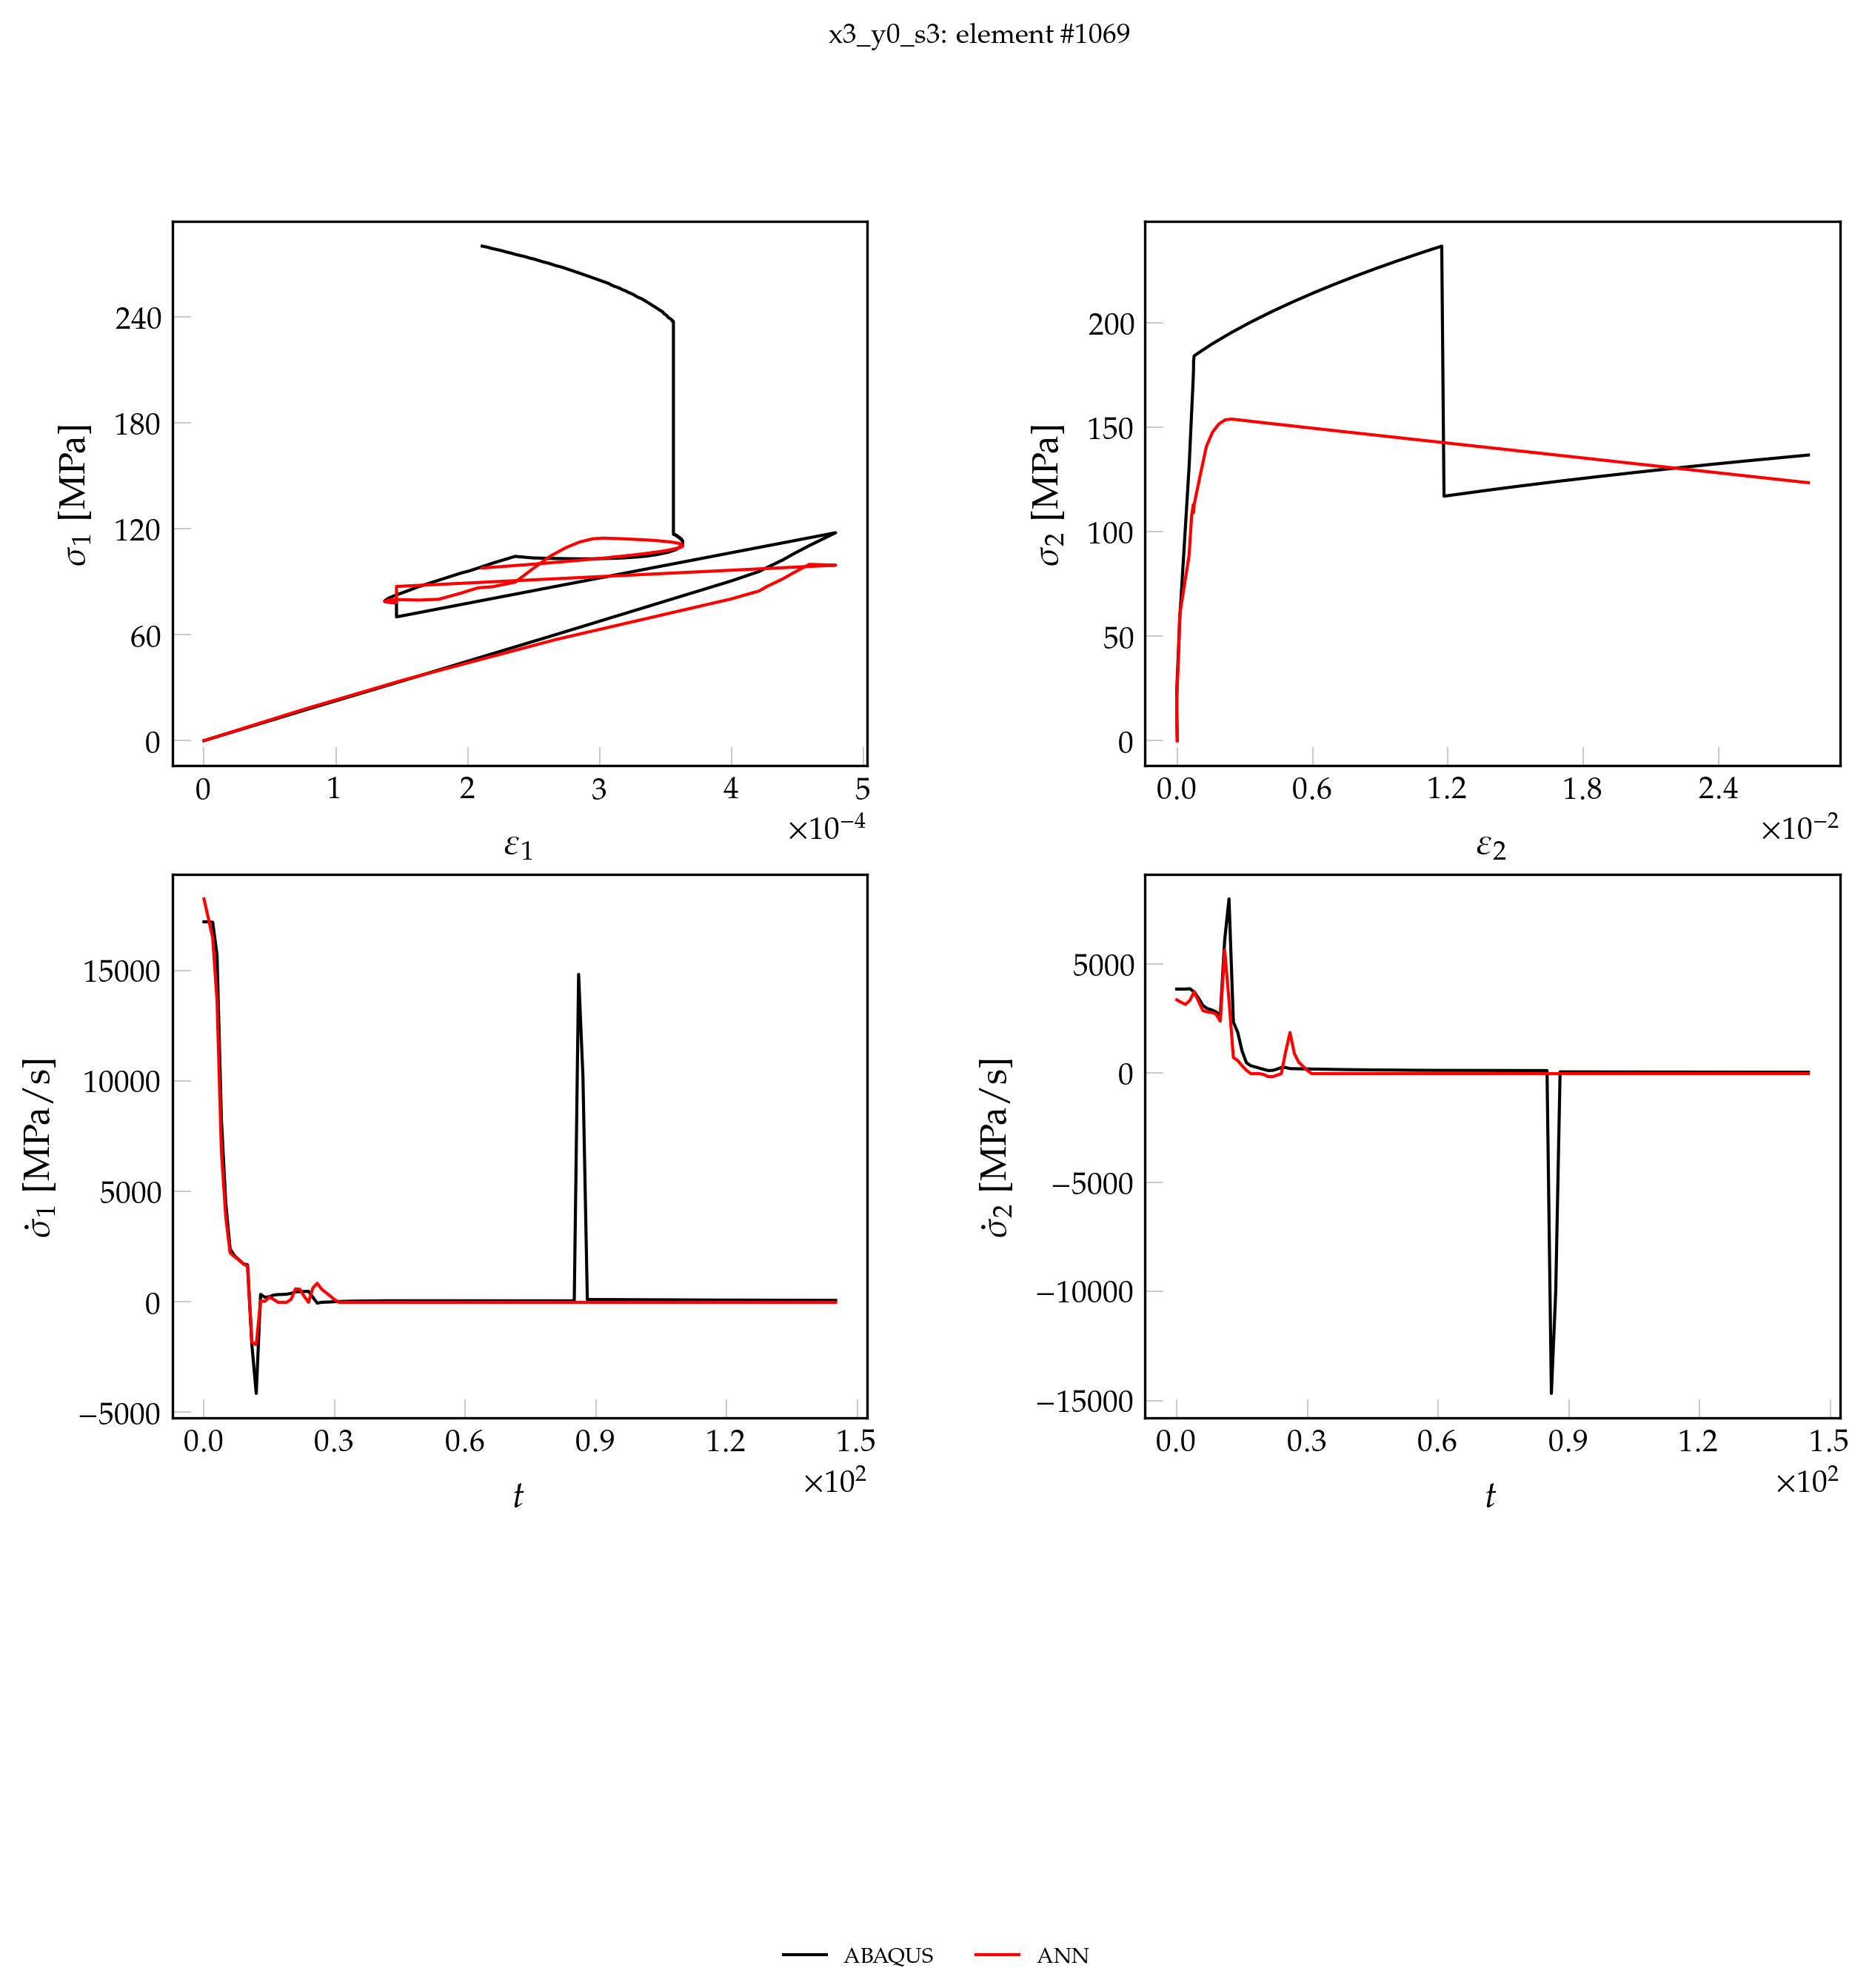 x3_y0_s3: element #1069
σ1 [MPa]
240
180
120
60
0
0 1 2 3 4 5
×10−4
ε1
σ2 [MPa]
200
150
100
50
0
0.0 0.6 1.2 1.8 2.4
×10−2
ε2
σ̇1 [MPa/s]
15000
10000
5000
0
−5000
0.0 0.3 0.6 0.9 1.2 1.5
×102
t
σ̇2 [MPa/s]
5000
0
−5000
−10000
−15000
0.0 0.3 0.6 0.9 1.2 1.5
×102
t
ABAQUS ANN